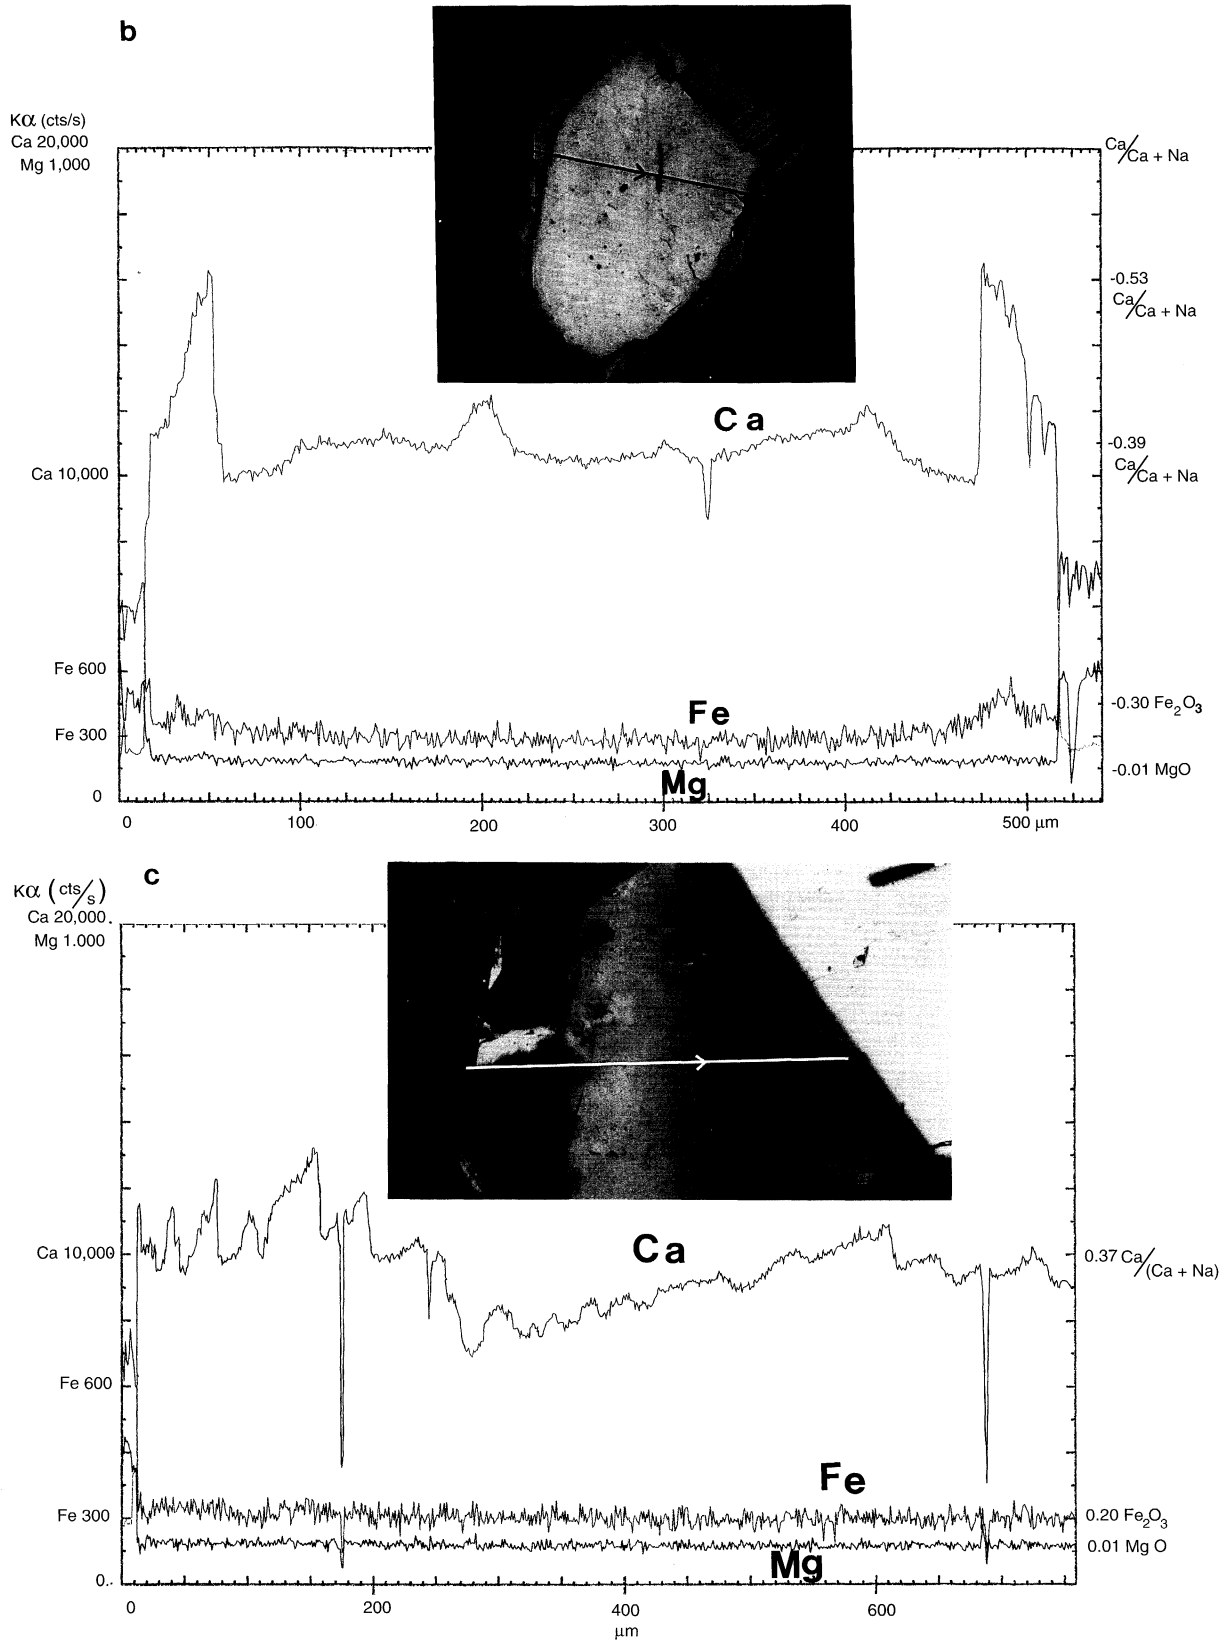 b
Kα (cts/s)
Ca 20,000
Mg 1,000
Ca/Ca + Na
-0.53
Ca/Ca + Na
Ca
-0.39
Ca/Ca + Na
Ca 10,000
Fe 600
Fe
-0.30 Fe2O3
Fe 300
Mg
-0.01 MgO
0
0 100 200 300 400 500 μm
c
Kα (cts/s)
Ca 20,000.
Mg 1.000
Ca
Ca 10,000
0.37 Ca/(Ca + Na)
Fe 600
Fe
Fe 300
0.20 Fe2O3
0.01 Mg O
Mg
0..
0 200 400 600
μm